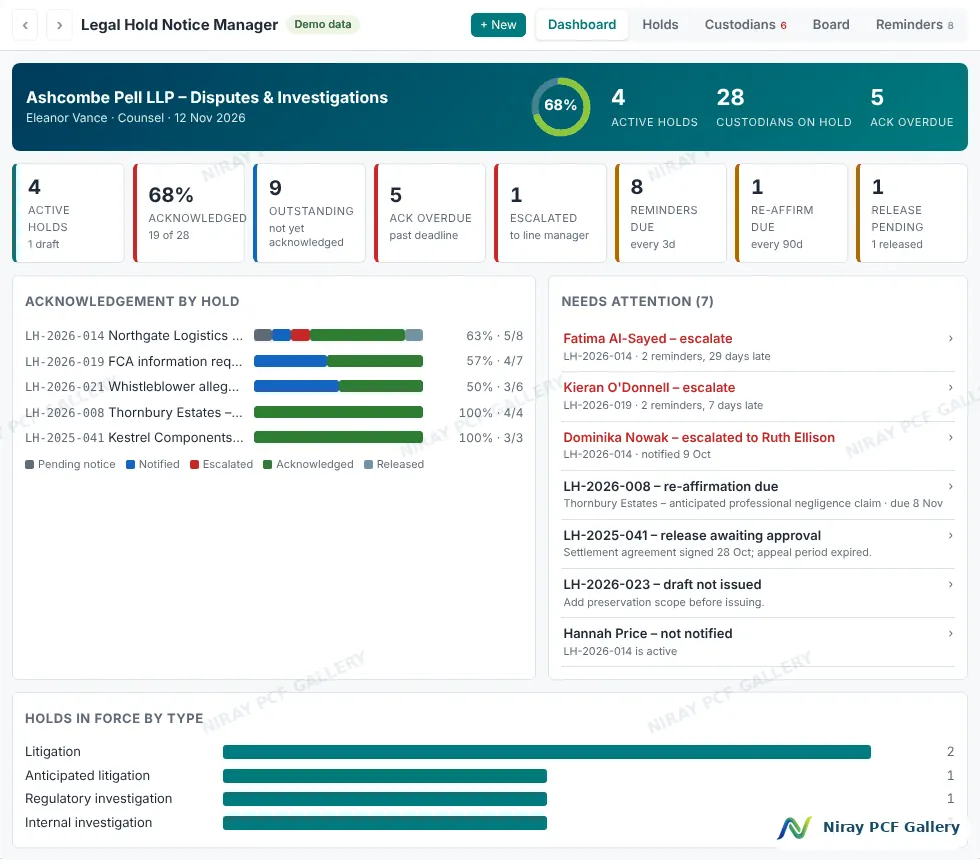 ‹ › Legal Hold Notice Manager Demo data + New Dashboard Holds Custodians 6 Board Reminders 8
Ashcombe Pell LLP – Disputes & Investigations
Eleanor Vance · Counsel · 12 Nov 2026
68%
4
ACTIVE HOLDS
28
CUSTODIANS ON HOLD
5
ACK OVERDUE
4
ACTIVE
HOLDS
1 draft
68%
ACKNOWLEDGED
19 of 28
9
OUTSTANDING
not yet
acknowledged
5
ACK OVERDUE
past deadline
1
ESCALATED
to line manager
8
REMINDERS
DUE
every 3d
1
RE-AFFIRM
DUE
every 90d
1
RELEASE
PENDING
1 released
ACKNOWLEDGEMENT BY HOLD
LH-2026-014 Northgate Logistics ... 63% · 5/8
LH-2026-019 FCA information req... 57% · 4/7
LH-2026-021 Whistleblower alleg... 50% · 3/6
LH-2026-008 Thornbury Estates –... 100% · 4/4
LH-2025-041 Kestrel Components... 100% · 3/3
Pending notice Notified Escalated Acknowledged Released
NEEDS ATTENTION (7)
Fatima Al-Sayed – escalate ›
LH-2026-014 · 2 reminders, 29 days late
Kieran O'Donnell – escalate ›
LH-2026-019 · 2 reminders, 7 days late
Dominika Nowak – escalated to Ruth Ellison ›
LH-2026-014 · notified 9 Oct
LH-2026-008 – re-affirmation due ›
Thornbury Estates – anticipated professional negligence claim · due 8 Nov
LH-2025-041 – release awaiting approval ›
Settlement agreement signed 28 Oct; appeal period expired.
LH-2026-023 – draft not issued ›
Add preservation scope before issuing.
Hannah Price – not notified ›
LH-2026-014 is active
HOLDS IN FORCE BY TYPE
Litigation 2
Anticipated litigation 1
Regulatory investigation 1
Internal investigation
Niray PCF Gallery
NIRAY PCF GALLERY
NIRAY PCF GALLERY